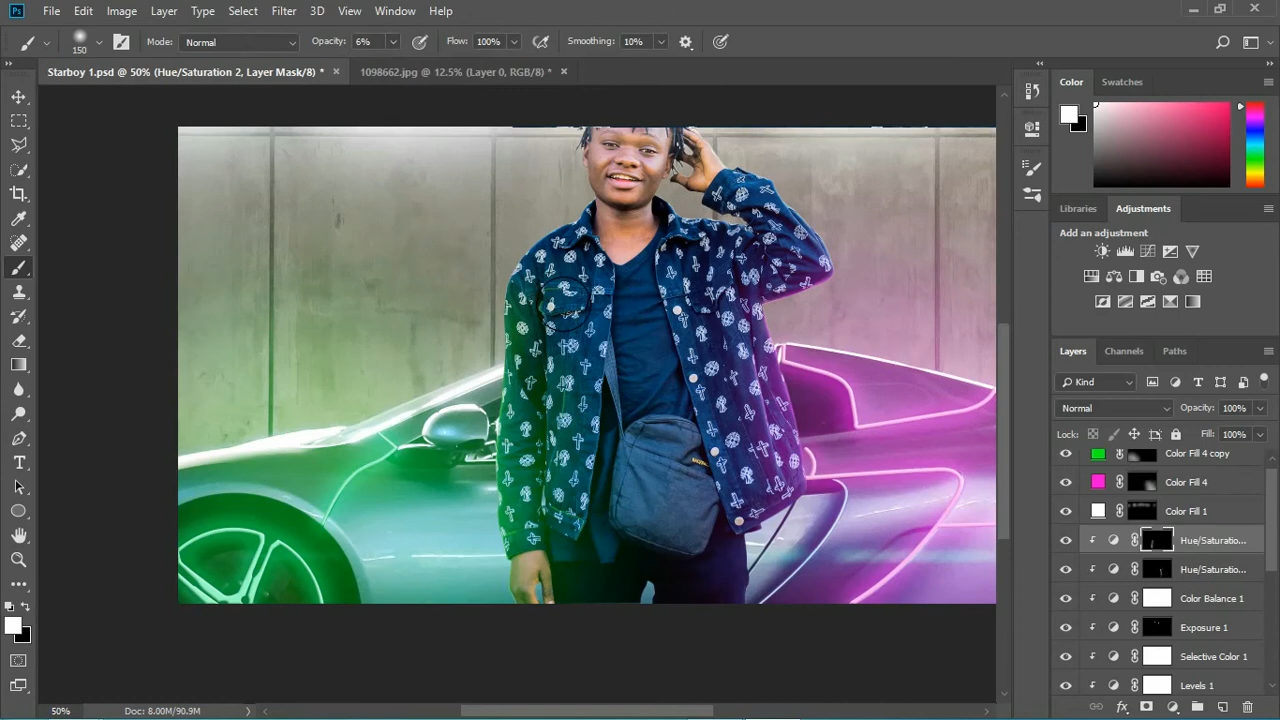 Ps File Edit Image Layer Type Select Filter 3D View Window Help
150 Mode: Normal Opacity: 6% Flow: 100% Smoothing: 10%
Starboy 1.psd @ 50% (Hue/Saturation 2, Layer Mask/8) * × 1098662.jpg @ 12.5% (Layer 0, RGB/8) * ×
Color Swatches
Libraries Adjustments
Add an adjustment
Layers Channels Paths
Kind
Normal Opacity: 100%
Lock: Fill: 100%
Color Fill 4 copy
Color Fill 4
Color Fill 1
Hue/Saturatio...
Hue/Saturatio...
Color Balance 1
Exposure 1
Selective Color 1
Levels 1
50% Doc: 8.00M/90.9M